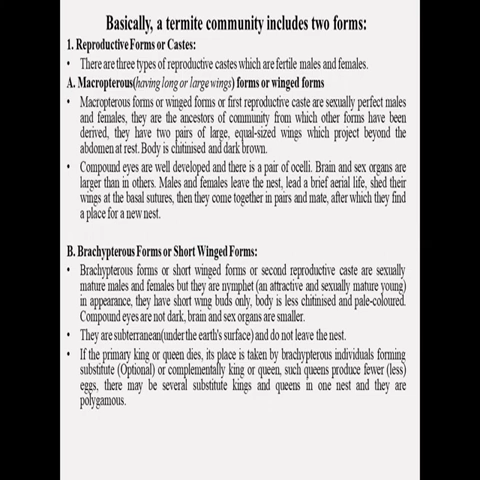 Basically, a termite community includes two forms:
1. Reproductive Forms or Castes:
• There are three types of reproductive castes which are fertile males and females.
A. Macropterous(having long or large wings) forms or winged forms
• Macropterous forms or winged forms or first reproductive caste are sexually perfect males
and females, they are the ancestors of community from which other forms have been
derived, they have two pairs of large, equal-sized wings which project beyond the
abdomen at rest. Body is chitinised and dark brown.
• Compound eyes are well developed and there is a pair of ocelli. Brain and sex organs are
larger than in others. Males and females leave the nest, lead a brief aerial life, shed their
wings at the basal sutures, then they come together in pairs and mate, after which they find
a place for a new nest.
B. Brachypterous Forms or Short Winged Forms:
• Brachypterous forms or short winged forms or second reproductive caste are sexually
mature males and females but they are nymphet (an attractive and sexually mature young)
in appearance, they have short wing buds only, body is less chitinised and pale-coloured.
Compound eyes are not dark, brain and sex organs are smaller.
• They are subterranean(under the earth's surface) and do not leave the nest.
• If the primary king or queen dies, its place is taken by brachypterous individuals forming
substitute (Optional) or complementally king or queen, such queens produce fewer (less)
eggs, there may be several substitute kings and queens in one nest and they are
polygamous.